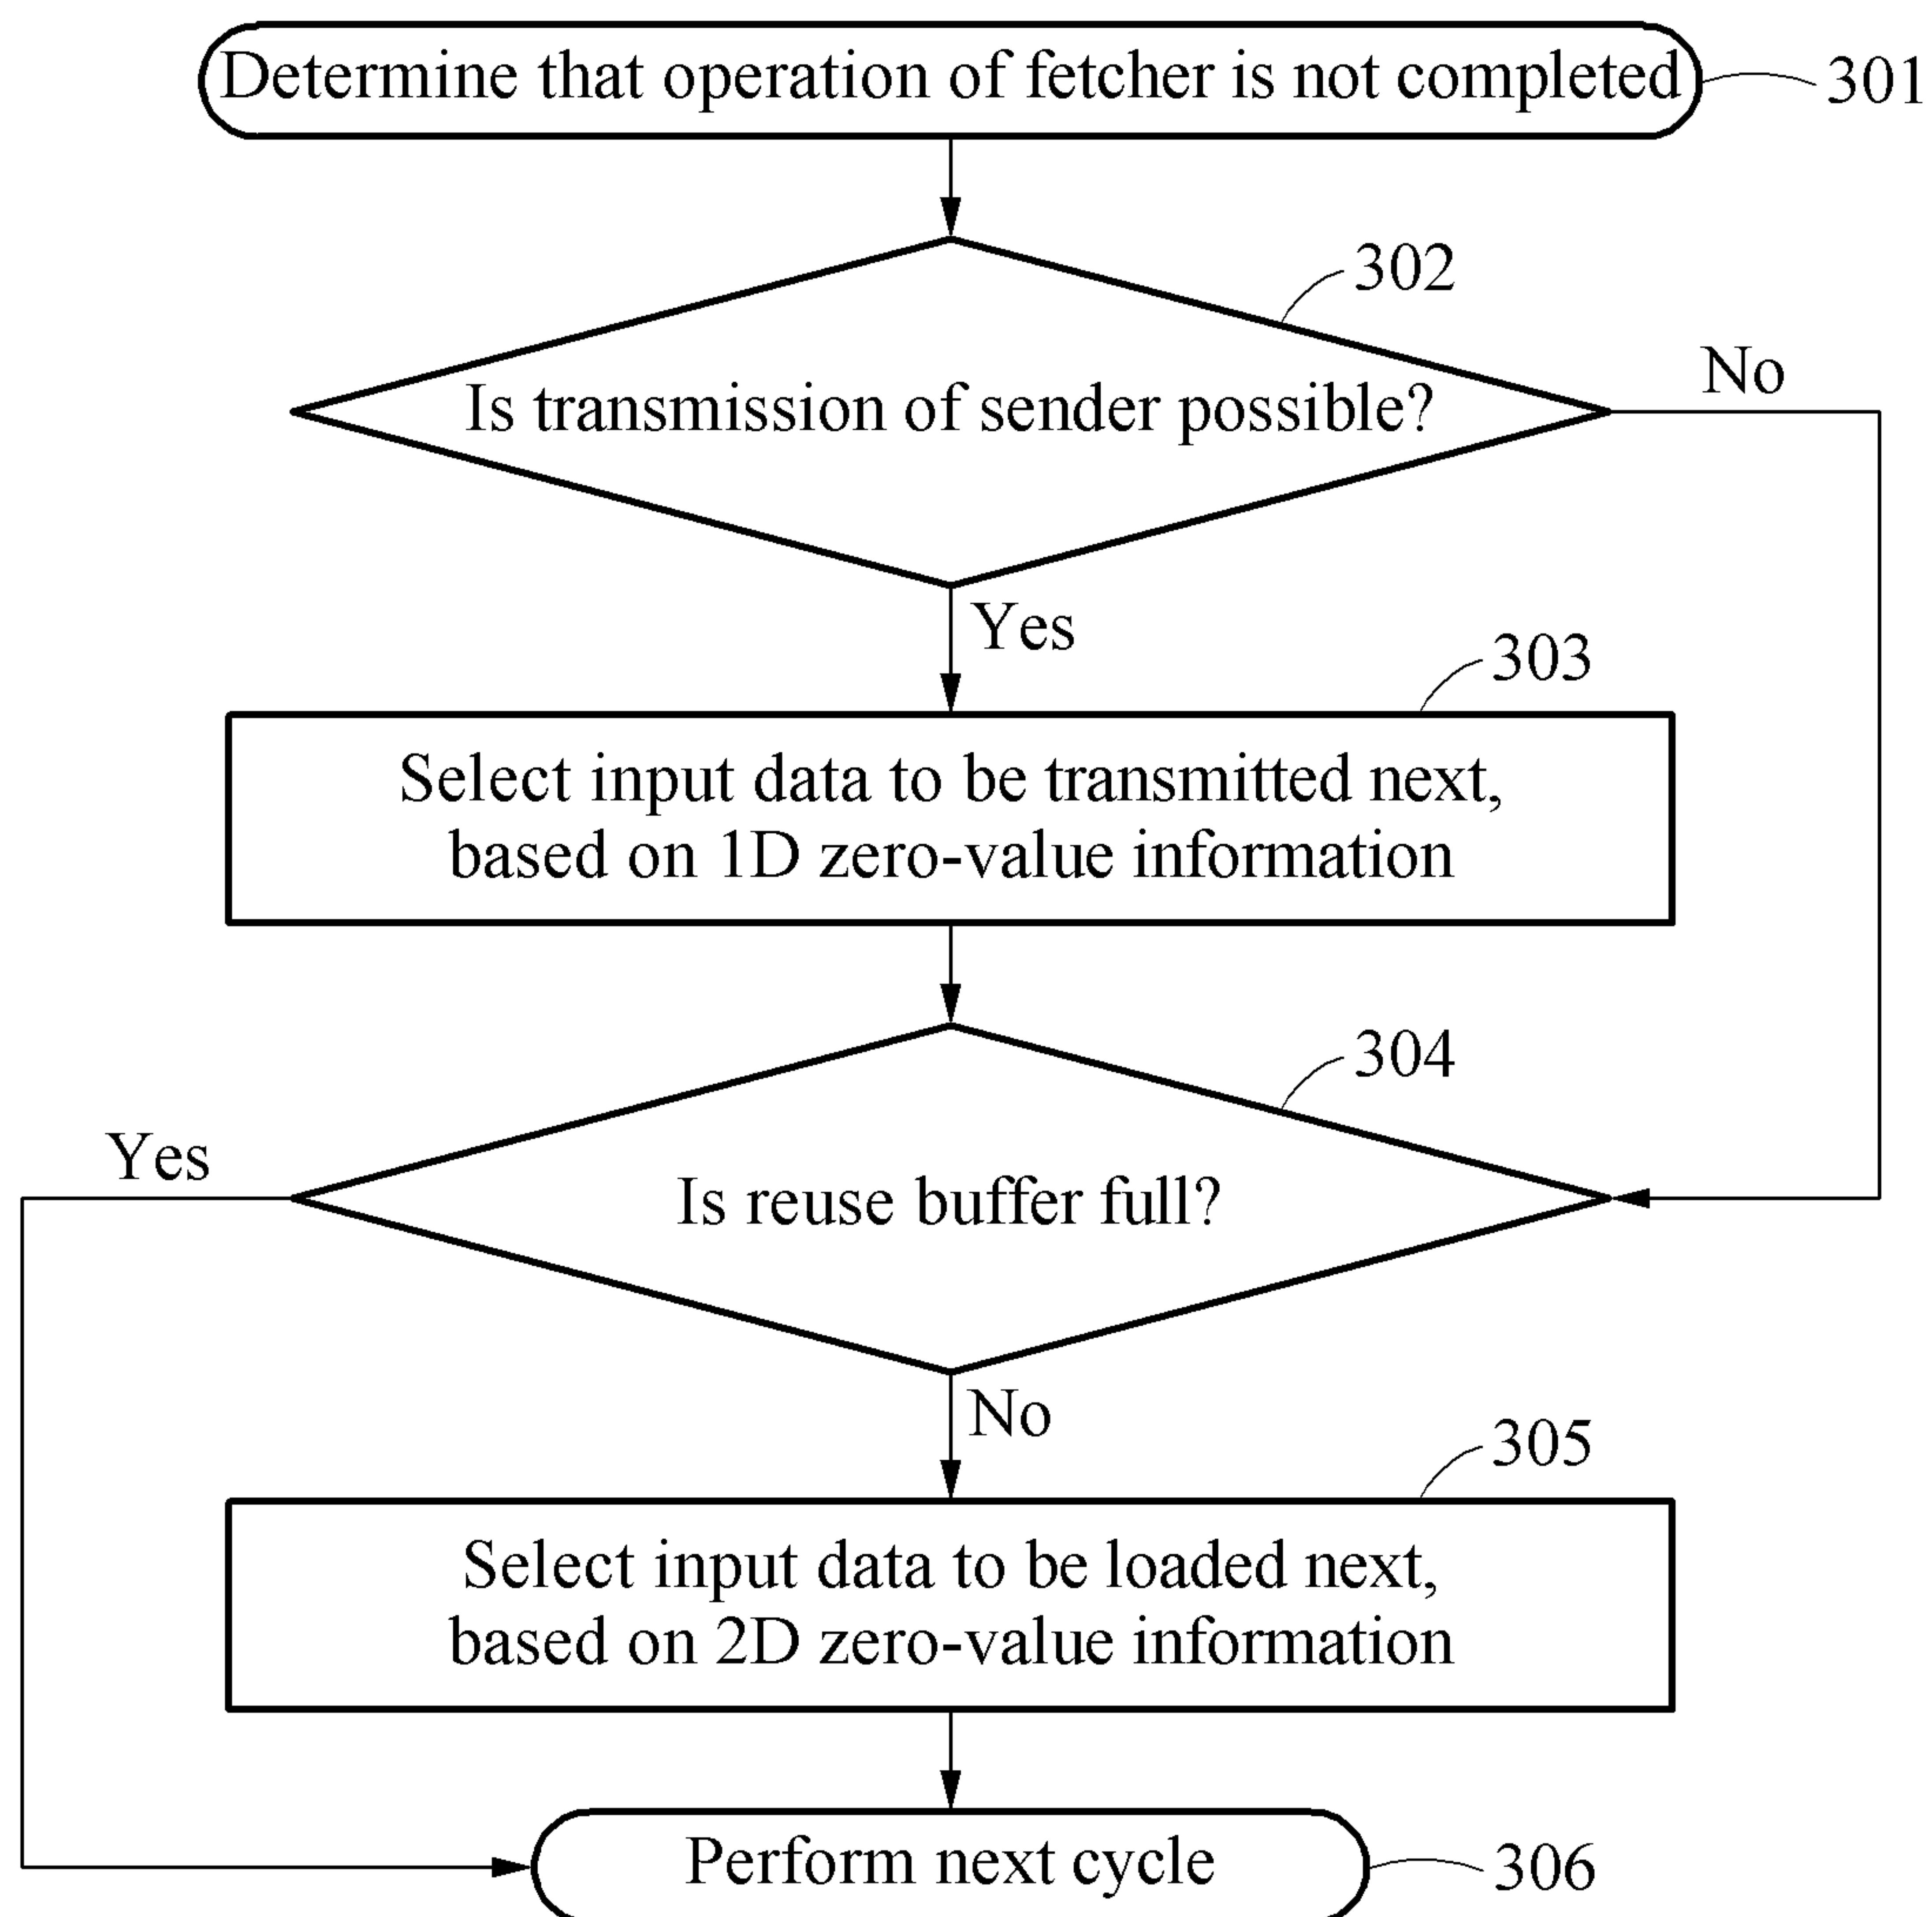 Determine that operation of fetcher is not completed
301
302
Is transmission of sender possible?
No
Yes
303
Select input data to be transmitted next,
based on 1D zero-value information
304
Yes
Is reuse buffer full?
No
305
Select input data to be loaded next,
based on 2D zero-value information
Perform next cycle
306